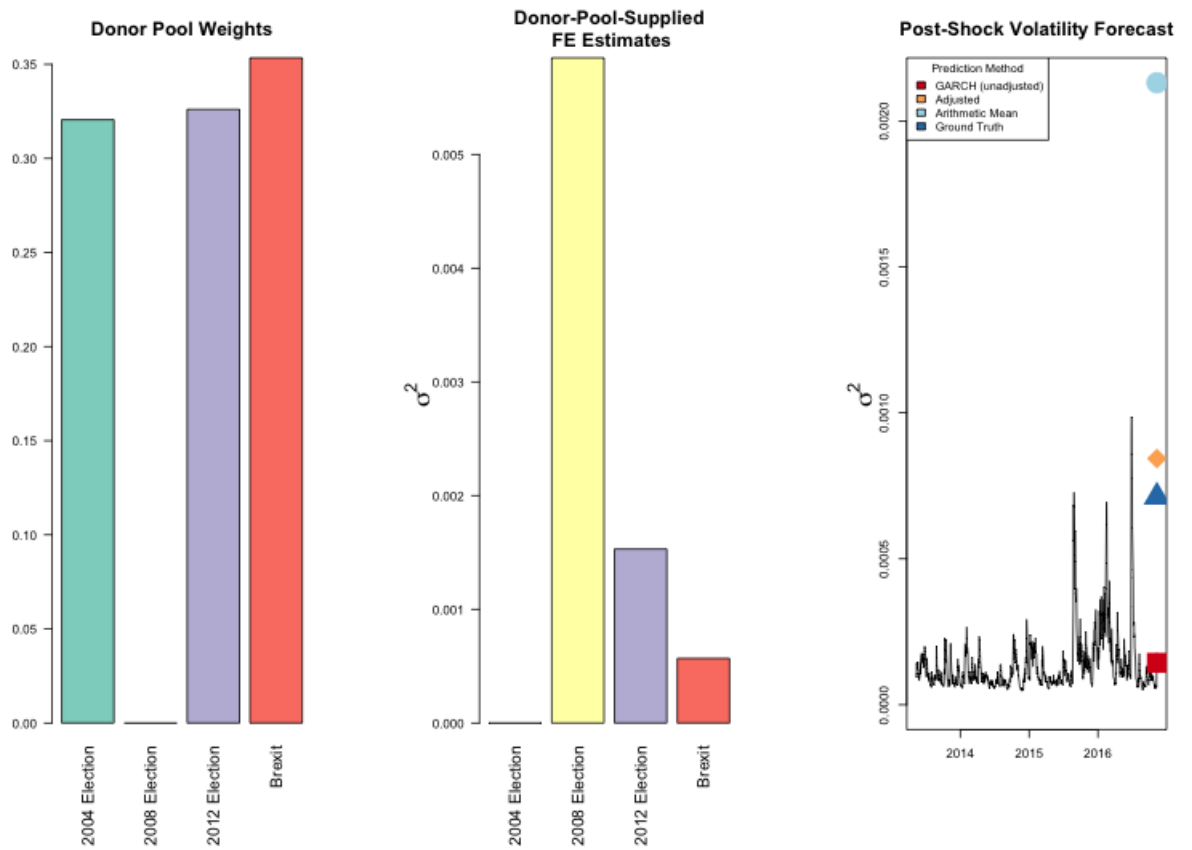 Donor Pool Weights
0.35
0.30
0.25
0.20
0.15
0.10
0.05
0.00
2004 Election
2008 Election
2012 Election
Brexit
Donor-Pool-Supplied
FE Estimates
σ²
0.005
0.004
0.003
0.002
0.001
0.000
2004 Election
2008 Election
2012 Election
Brexit
Post-Shock Volatility Forecast
Prediction Method
GARCH (unadjusted)
Adjusted
Arithmetic Mean
Ground Truth
σ²
0.0020
0.0015
0.0010
0.0005
0.0000
2014
2015
2016